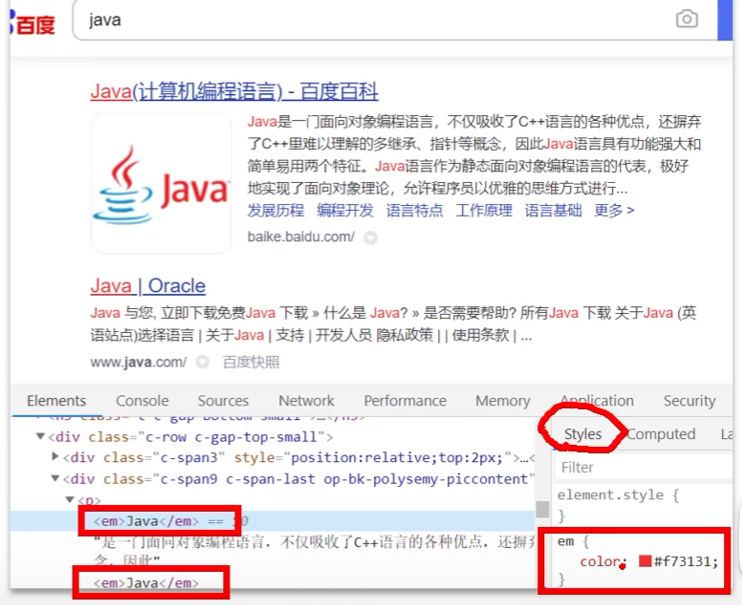 百度
java
Java(计算机编程语言) - 百度百科
Java
Java是一门面向对象编程语言，不仅吸收了C++语言的各种优点，还摒弃
了C++里难以理解的多继承、指针等概念，因此Java语言具有功能强大和
简单易用两个特征。Java语言作为静态面向对象编程语言的代表，极好
地实现了面向对象理论，允许程序员以优雅的思维方式进行...
发展历程 编程开发 语言特点 工作原理 语言基础 更多 >
baike.baidu.com/
Java | Oracle
Java 与您, 立即下载免费Java 下载 » 什么是 Java? » 是否需要帮助? 所有Java 下载 关于Java (英
语站点)选择语言 | 关于Java | 支持 | 开发人员 隐私政策 | | 使用条款 | ...
www.java.com/ 百度快照
Elements Console Sources Network Performance Memory Application Security
<div class="c-row c-gap-top-small">
<div class="c-span3" style="position:relative;top:2px;">…<
<div class="c-span9 c-span-last op-bk-polysemy-piccontent"
<p>
<em>Java</em> ==
"是一门面向对象编程语言，不仅吸收了C++语言的各种优点，还摒弃
念，因此"
<em>Java</em>
Styles Computed La
Filter
element.style {
}
em {
color: #f73131;
}